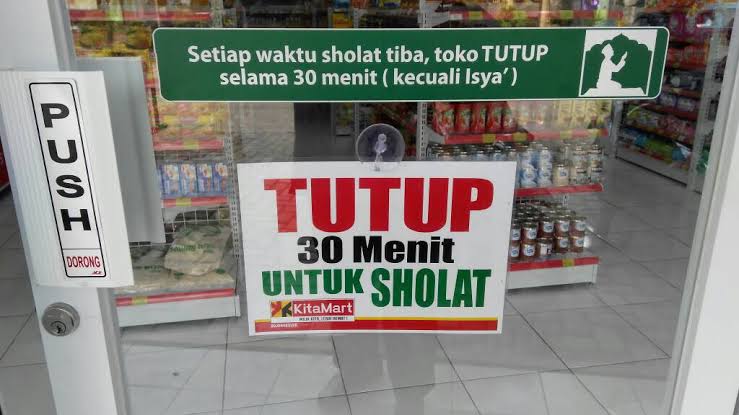 Setiap waktu sholat tiba, toko TUTUP
selama 30 menit ( kecuali Isya’ )
PUSH
DORONG
TUTUP
30 Menit
UNTUK SHOLAT
KitaMart